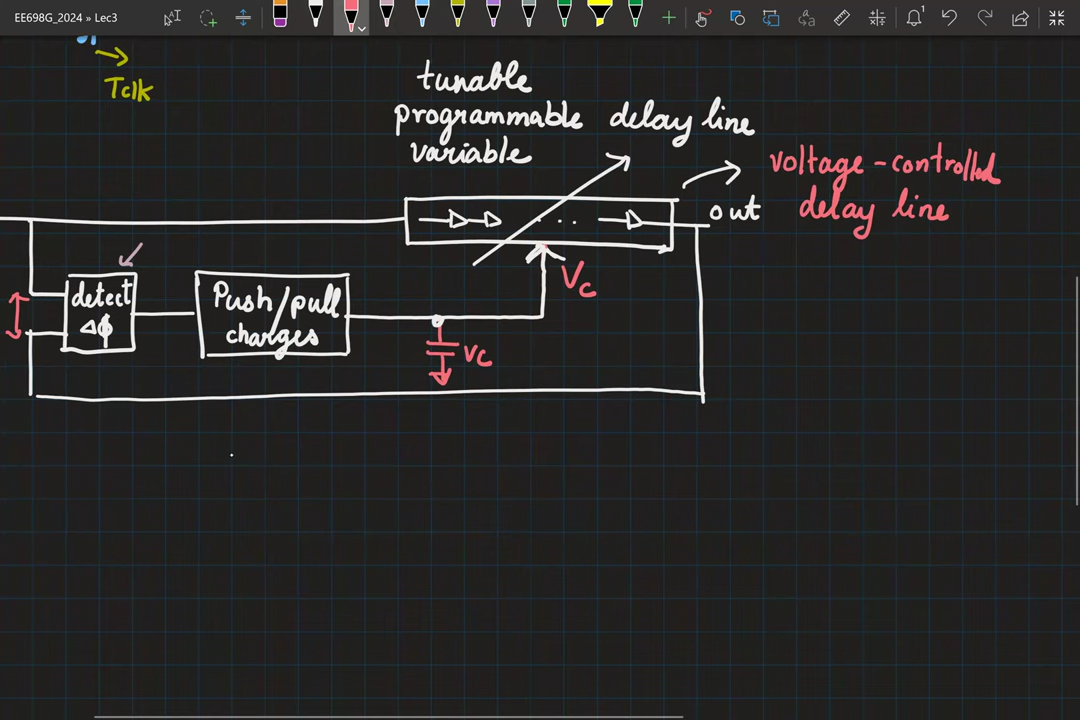 EE698G_2024 » Lec3
Tclk
tunable
programmable delay line
variable
voltage-controlled
delay line
out
detect
Δϕ
Push/pull
charges
Vc
Vc